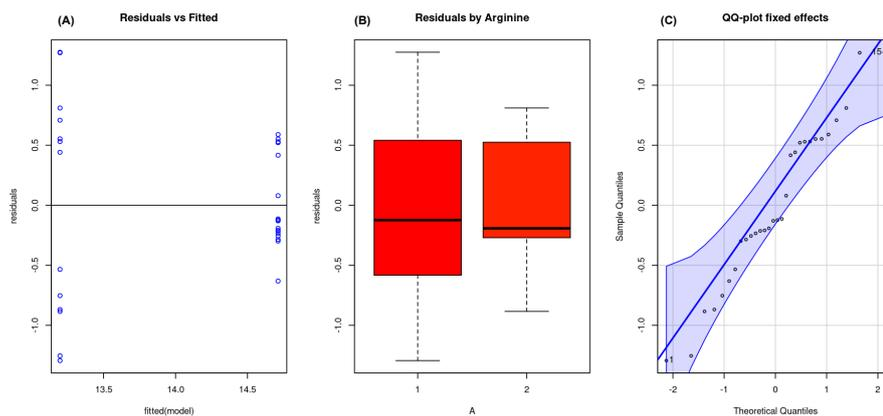 (A)
Residuals vs Fitted
residuals
1.0
0.5
0.0
-0.5
-1.0
13.5 14.0 14.5
fitted(model)
(B)
Residuals by Arginine
residuals
1.0
0.5
0.0
-0.5
-1.0
1 2
A
(C)
QQ-plot fixed effects
Sample Quantiles
1.0
0.5
0.0
-0.5
-1.0
1
-2 -1 0 1 2
Theoretical Quantiles